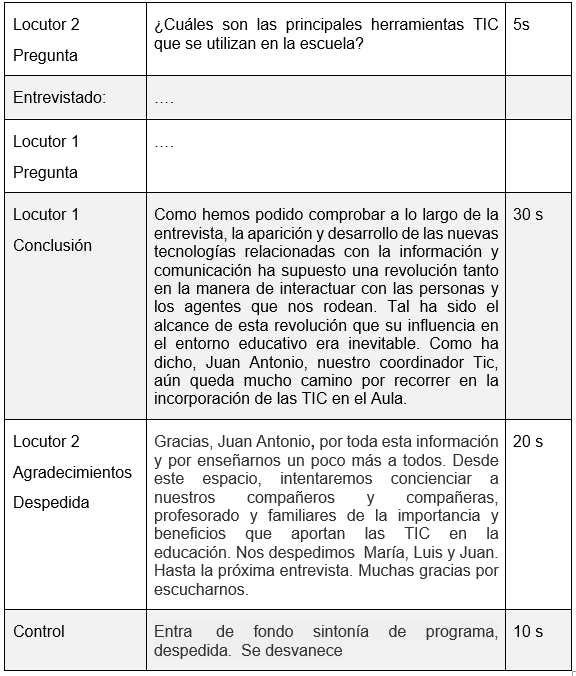 Locutor 2
Pregunta
¿Cuáles son las principales herramientas TIC
que se utilizan en la escuela?
5s
Entrevistado:
….
Locutor 1
Pregunta
….
Locutor 1
Conclusión
Como hemos podido comprobar a lo largo de la
entrevista, la aparición y desarrollo de las nuevas
tecnologías relacionadas con la información y
comunicación ha supuesto una revolución tanto
en la manera de interactuar con las personas y
los agentes que nos rodean. Tal ha sido el
alcance de esta revolución que su influencia en
el entorno educativo era inevitable. Como ha
dicho, Juan Antonio, nuestro coordinador Tic,
aún queda mucho camino por recorrer en la
incorporación de las TIC en el Aula.
30 s
Locutor 2
Agradecimientos
Despedida
Gracias, Juan Antonio, por toda esta información
y por enseñarnos un poco más a todos. Desde
este espacio, intentaremos concienciar a
nuestros compañeros y compañeras,
profesorado y familiares de la importancia y
beneficios que aportan las TIC en la
educación. Nos despedimos María, Luis y Juan.
Hasta la próxima entrevista. Muchas gracias por
escucharnos.
20 s
Control
Entra de fondo sintonía de programa,
despedida. Se desvanece
10 s